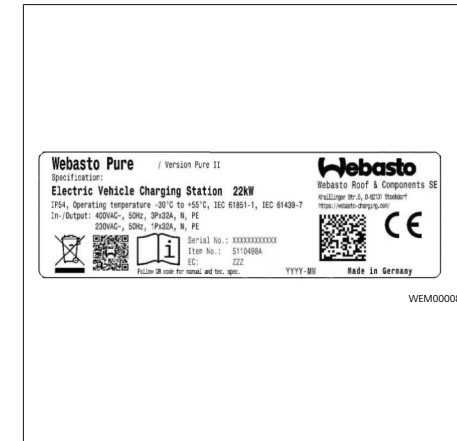 Webasto Pure / Version Pure II
Specification:
Electric Vehicle Charging Station 22kW
IP54, Operating temperature -30°C to +55°C, IEC 61851-1, IEC 61439-7
In-/Output: 400VAC~, 50Hz, 3Px32A, N, PE
230VAC~, 50Hz, 1Px32A, N, PE
Serial No.: XXXXXXXXXXXX
Item No.: 5110498A
EC: ZZZ
Follow QR code for manual and tec. spec.
YYYY-MM
Webasto
Webasto Roof & Components SE
Kraillinger Str.5, D-82131 Stockdorf
https://webasto-charging.com/
CE
Made in Germany
WEM00008